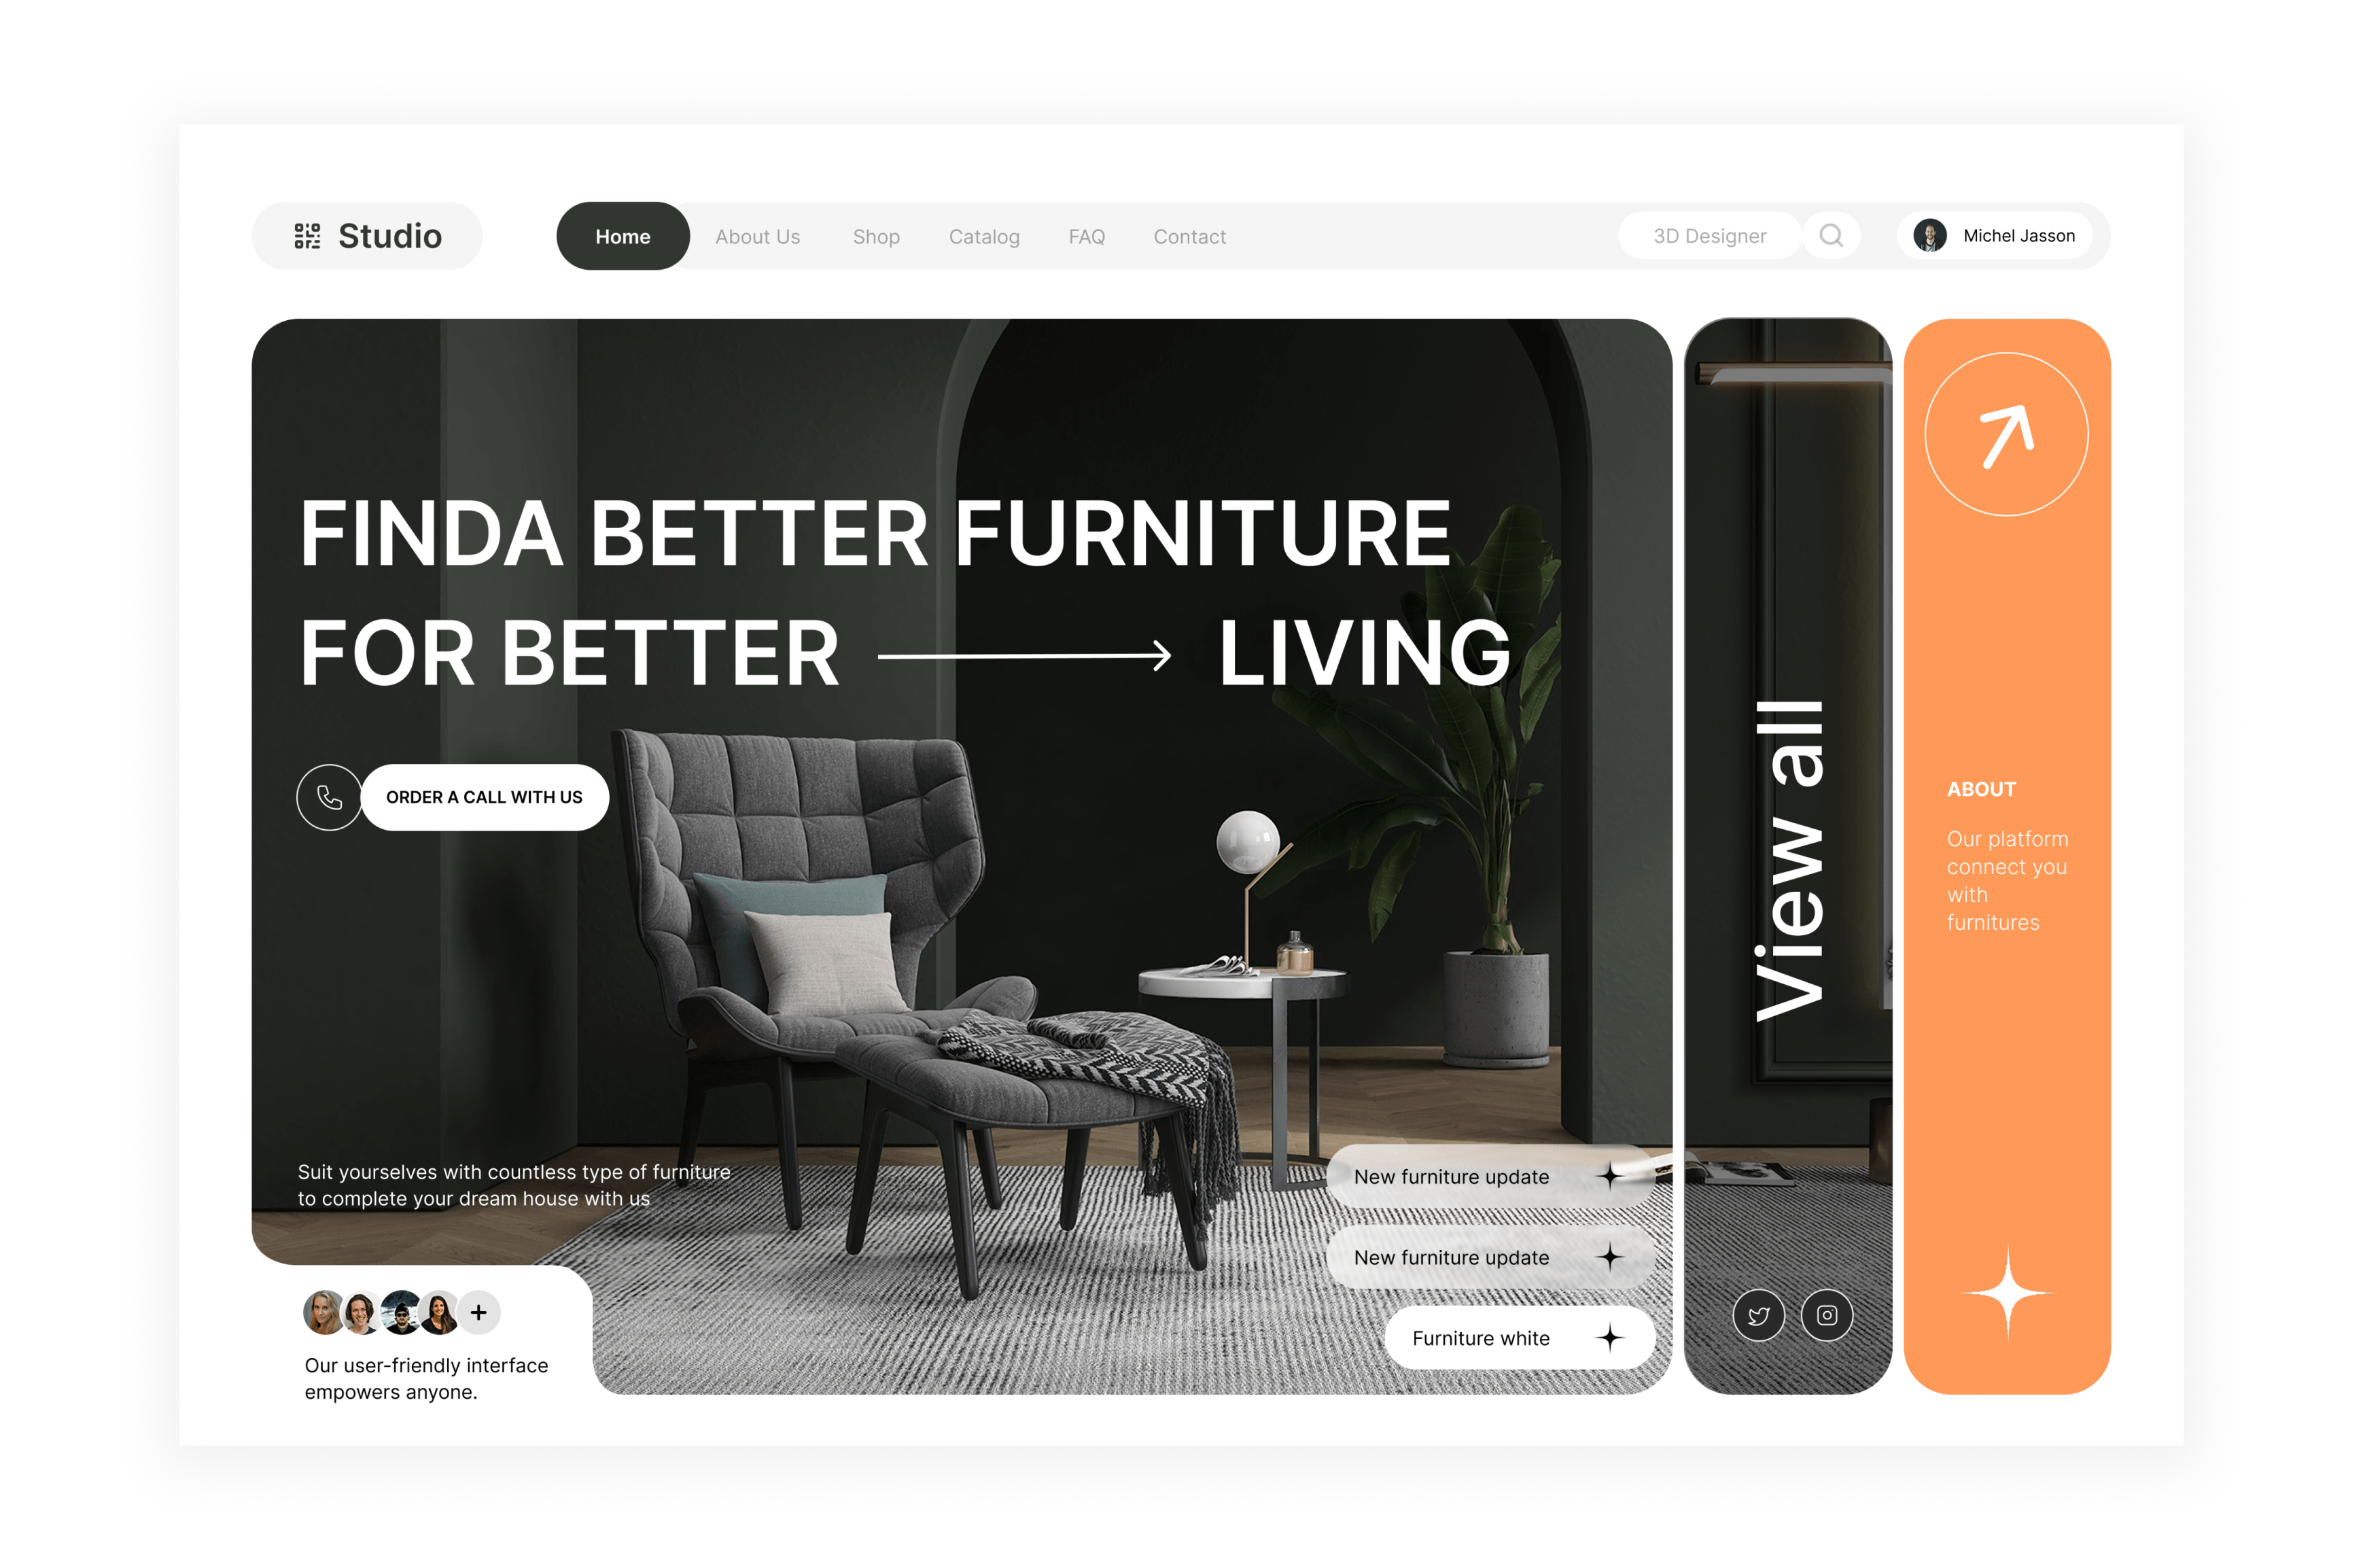 Studio
Home
About Us
Shop
Catalog
FAQ
Contact
3D Designer
Michel Jasson
FINDA BETTER FURNITURE
FOR BETTER LIVING
ORDER A CALL WITH US
Suit yourselves with countless type of furniture
to complete your dream house with us
New furniture update
New furniture update
Furniture white
Our user-friendly interface
empowers anyone.
View all
ABOUT
Our platform
connect you
with
furnitures